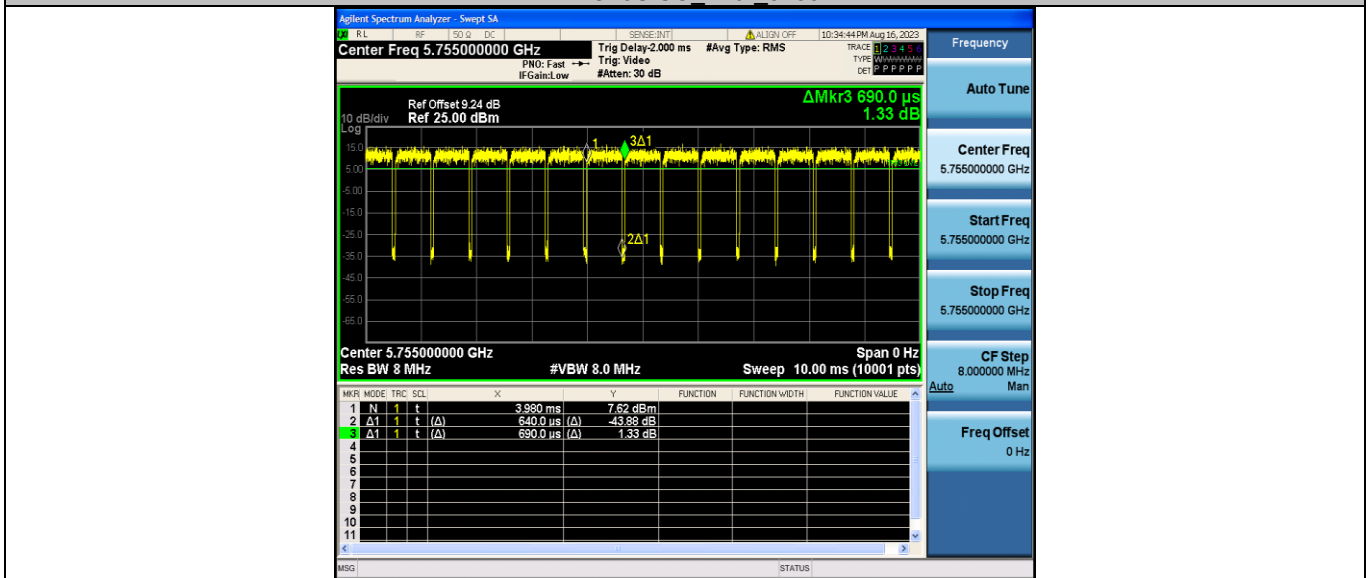 Agilent Spectrum Analyzer - Swept SA
RL RF 50 Ω DC SENSE:INT ALIGN OFF 10:34:44 PM Aug 16, 2023
Center Freq 5.755000000 GHz
Trig Delay-2.000 ms #Avg Type: RMS
TRACE 1 2 3 4 5 6
PNO: Fast Trig: Video
TYPE
IFGain:Low #Atten: 30 dB
DET P P P P P P
Frequency
Auto Tune
Center Freq
5.755000000 GHz
Start Freq
5.755000000 GHz
Stop Freq
5.755000000 GHz
CF Step
8.000000 MHz
Auto Man
Freq Offset
0 Hz
ΔMkr3 690.0 µs
1.33 dB
Ref Offset 9.24 dB
10 dB/div Ref 25.00 dBm
Log
15.0
5.00
-5.00
-15.0
-25.0
-35.0
-45.0
-55.0
-65.0
1
3Δ1
2Δ1
Center 5.755000000 GHz Span 0 Hz
Res BW 8 MHz #VBW 8.0 MHz Sweep 10.00 ms (10001 pts)
MKR MODE TRC SCL X Y FUNCTION FUNCTION WIDTH FUNCTION VALUE
1 N 1 t 3.980 ms 7.62 dBm
2 Δ1 1 t (Δ) 640.0 µs (Δ) -43.88 dB
3 Δ1 1 t (Δ) 690.0 µs (Δ) 1.33 dB
4
5
6
7
8
9
10
11
MSG STATUS